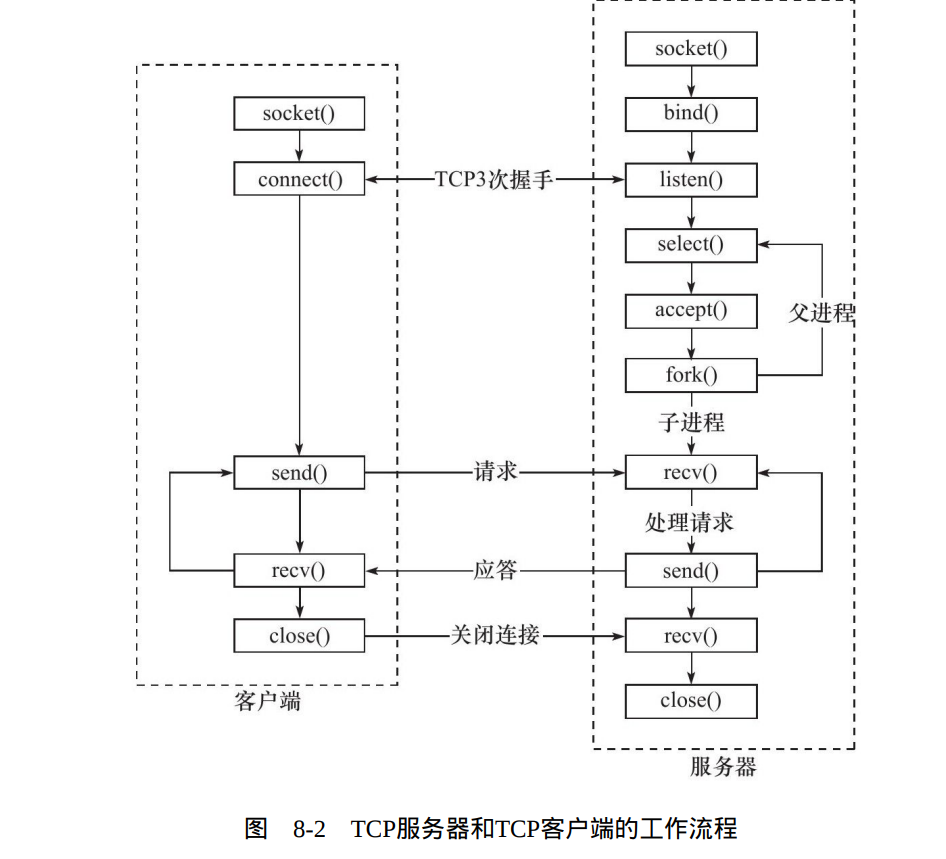 socket()
socket()
bind()
connect()
TCP3次握手
listen()
select()
accept()
父进程
fork()
子进程
send()
请求
recv()
处理请求
recv()
应答
send()
close()
关闭连接
recv()
close()
客户端
服务器
图 8-2 TCP服务器和TCP客户端的工作流程